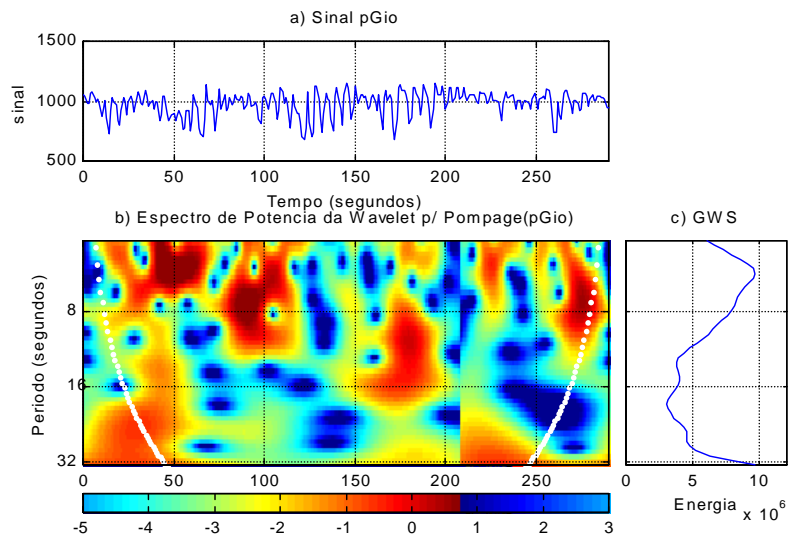 a) Sinal pGio
1500
1000
500
sinal
0 50 100 150 200 250
Tempo (segundos)
b) Espectro de Potencia da Wavelet p/ Pompage(pGio)
c) GWS
8
16
32
Periodo (segundos)
0 50 100 150 200 250
0 5 10
Energia x 10^6
-5 -4 -3 -2 -1 0 1 2 3